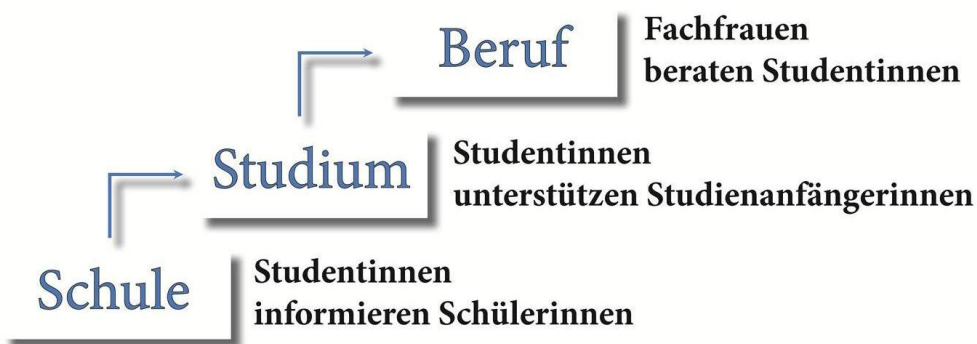 Beruf
Fachfrauen
beraten Studentinnen
Studium
Studentinnen
unterstützen Studienanfängerinnen
Schule
Studentinnen
informieren Schülerinnen